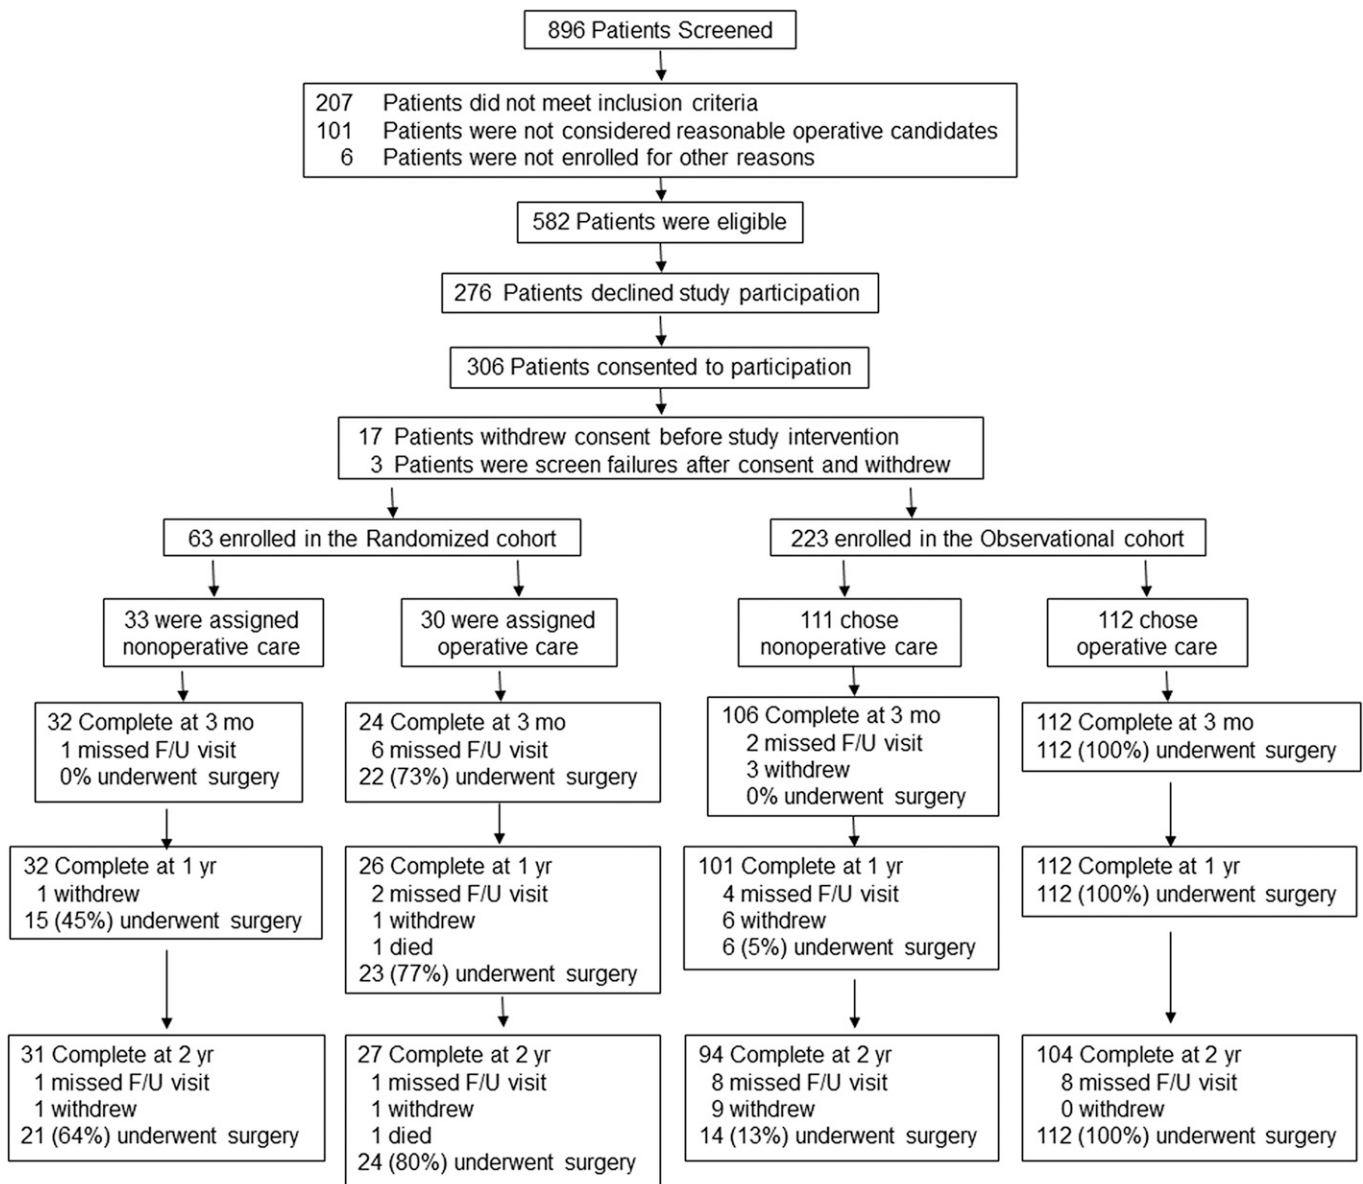 896 Patients Screened
207 Patients did not meet inclusion criteria
101 Patients were not considered reasonable operative candidates
6 Patients were not enrolled for other reasons
582 Patients were eligible
276 Patients declined study participation
306 Patients consented to participation
17 Patients withdrew consent before study intervention
3 Patients were screen failures after consent and withdrew
63 enrolled in the Randomized cohort
223 enrolled in the Observational cohort
33 were assigned
nonoperative care
30 were assigned
operative care
111 chose
nonoperative care
112 chose
operative care
32 Complete at 3 mo
1 missed F/U visit
0% underwent surgery
24 Complete at 3 mo
6 missed F/U visit
22 (73%) underwent surgery
106 Complete at 3 mo
2 missed F/U visit
3 withdrew
0% underwent surgery
112 Complete at 3 mo
112 (100%) underwent surgery
32 Complete at 1 yr
1 withdrew
15 (45%) underwent surgery
26 Complete at 1 yr
2 missed F/U visit
1 withdrew
1 died
23 (77%) underwent surgery
101 Complete at 1 yr
4 missed F/U visit
6 withdrew
6 (5%) underwent surgery
112 Complete at 1 yr
112 (100%) underwent surgery
31 Complete at 2 yr
1 missed F/U visit
1 withdrew
21 (64%) underwent surgery
27 Complete at 2 yr
1 missed F/U visit
1 withdrew
1 died
24 (80%) underwent surgery
94 Complete at 2 yr
8 missed F/U visit
9 withdrew
14 (13%) underwent surgery
104 Complete at 2 yr
8 missed F/U visit
0 withdrew
112 (100%) underwent surgery